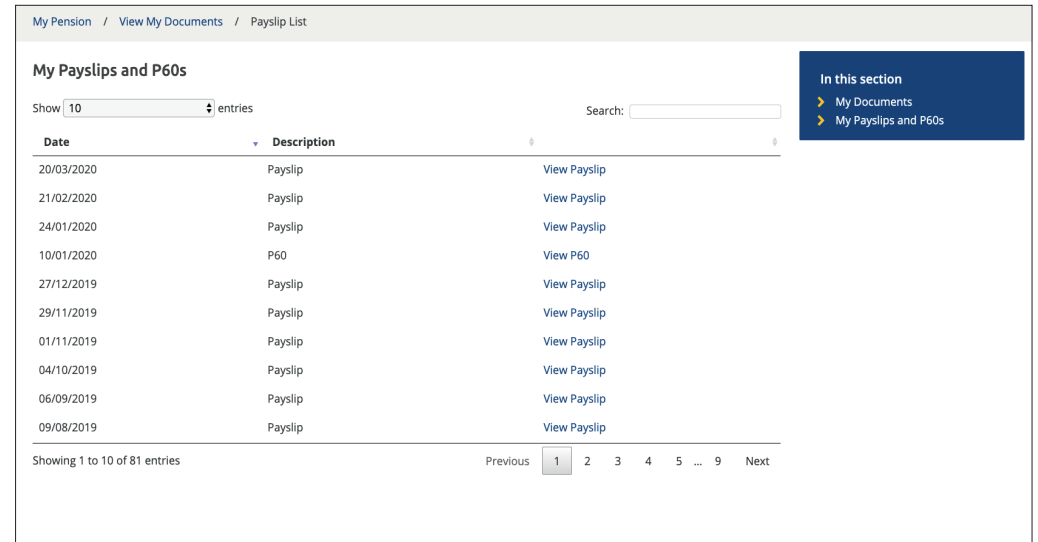 My Pension / View My Documents / Payslip List
My Payslips and P60s
Show 10 entries
Search:
Date Description
20/03/2020 Payslip View Payslip
21/02/2020 Payslip View Payslip
24/01/2020 Payslip View Payslip
10/01/2020 P60 View P60
27/12/2019 Payslip View Payslip
29/11/2019 Payslip View Payslip
01/11/2019 Payslip View Payslip
04/10/2019 Payslip View Payslip
06/09/2019 Payslip View Payslip
09/08/2019 Payslip View Payslip
Showing 1 to 10 of 81 entries
Previous 1 2 3 4 5 ... 9 Next
In this section
My Documents
My Payslips and P60s